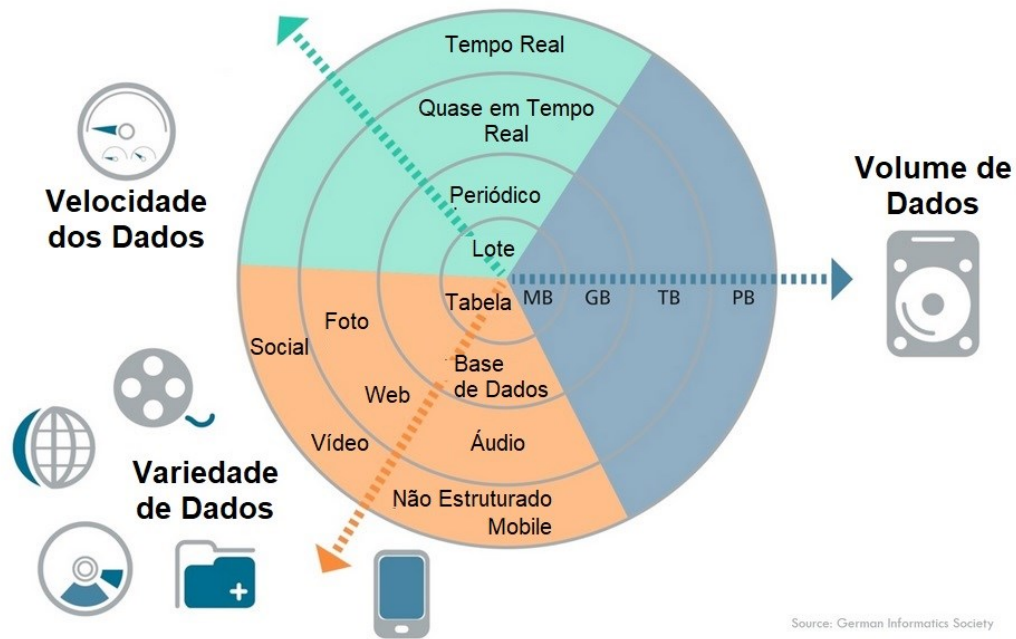 Tempo Real
Quase em Tempo
Real
Periódico
Lote
Velocidade
dos Dados
Volume de
Dados
MB GB TB PB
Tabela
Foto
Social
Base
de Dados
Web
Vídeo
Áudio
Não Estruturado
Mobile
Variedade
de Dados
Source: German Informatics Society